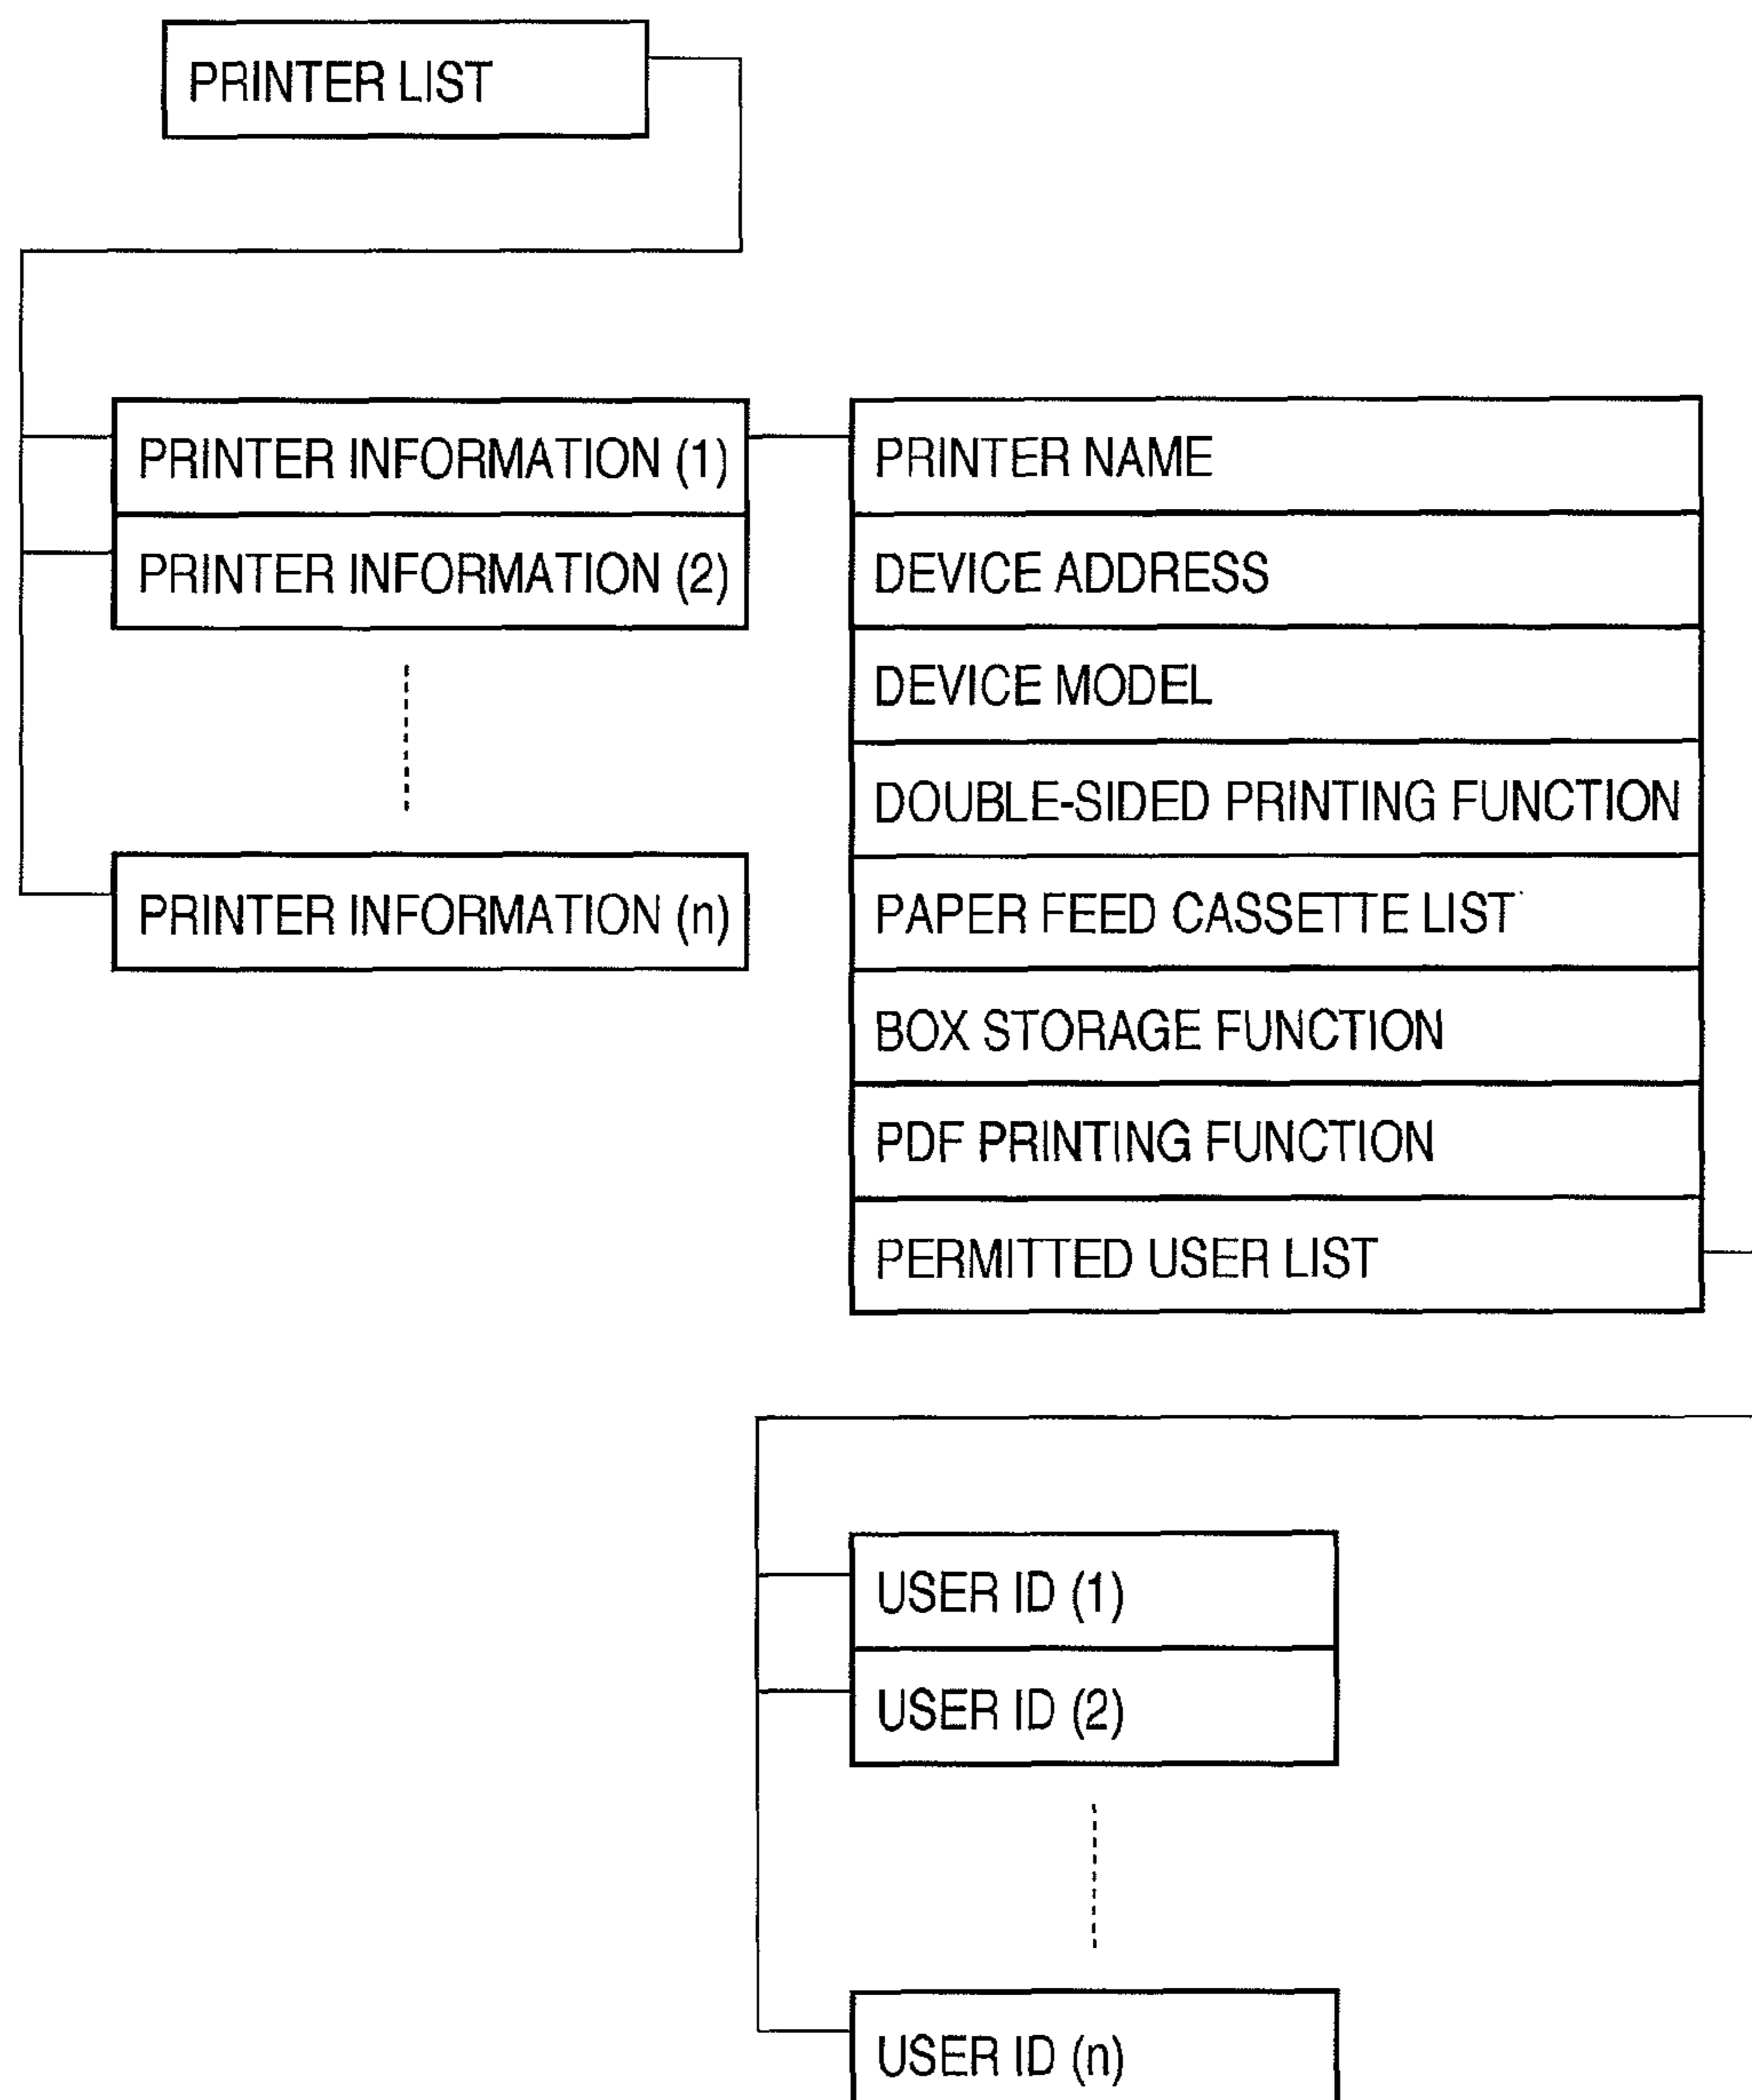 PRINTER LIST
PRINTER INFORMATION (1)
PRINTER INFORMATION (2)
PRINTER INFORMATION (n)
PRINTER NAME
DEVICE ADDRESS
DEVICE MODEL
DOUBLE-SIDED PRINTING FUNCTION
PAPER FEED CASSETTE LIST
BOX STORAGE FUNCTION
PDF PRINTING FUNCTION
PERMITTED USER LIST
USER ID (1)
USER ID (2)
USER ID (n)